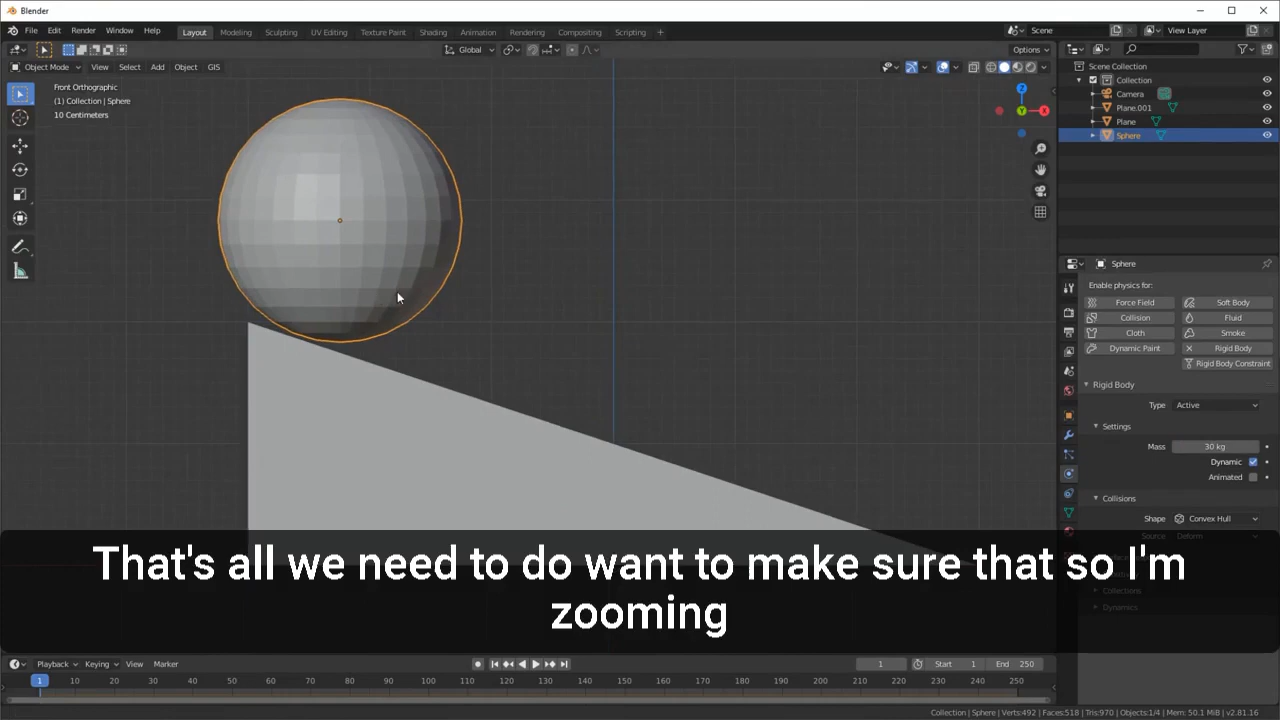 Blender
File Edit Render Window Help
Layout Modeling Sculpting UV Editing Texture Paint Shading Animation Rendering Compositing Scripting +
Scene
View Layer
Global
Options
Object Mode View Select Add Object GIS
Front Orthographic
(1) Collection | Sphere
10 Centimeters
Z
Y
X
Scene Collection
Collection
Camera
Plane.001
Plane
Sphere
Sphere
Enable physics for:
Force Field Soft Body
Collision Fluid
Cloth Smoke
Dynamic Paint Rigid Body
Rigid Body Constraint
Rigid Body
Type Active
Settings
Mass 30 kg
Dynamic
Animated
Collisions
Shape Convex Hull
Source Deform
Collections
Dynamics
That's all we need to do want to make sure that so I'm
zooming
Playback Keying View Marker
1 Start 1 End 250
1 10 20 30 40 50 60 70 80 90 100 110 120 130 140 150 160 170 180 190 200 210 220 230 240 250
Collection | Sphere | Verts:492 | Faces:518 | Tris:970 | Objects:1/4 | Mem: 50.1 MiB | v2.81.16